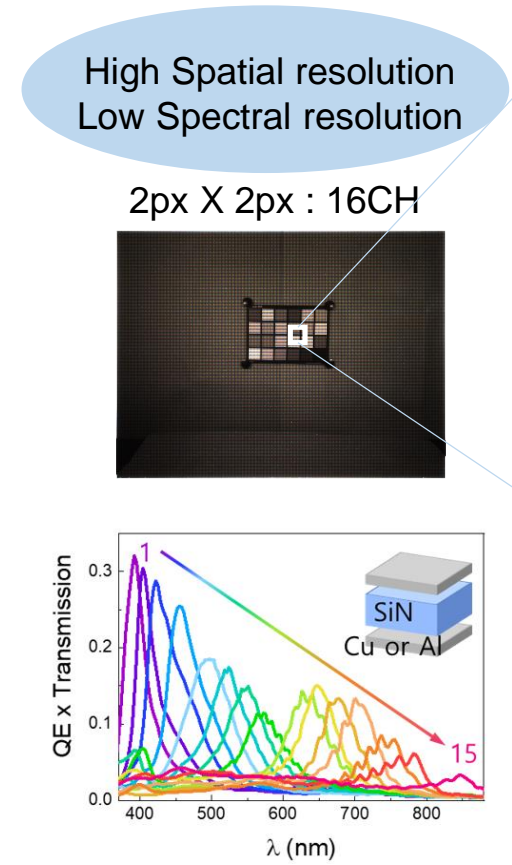 High Spatial resolution
Low Spectral resolution
2px X 2px : 16CH
QE x Transmission
0.3
0.2
0.1
0.0
1
SiN
Cu or Al
15
400 500 600 700 800
λ (nm)